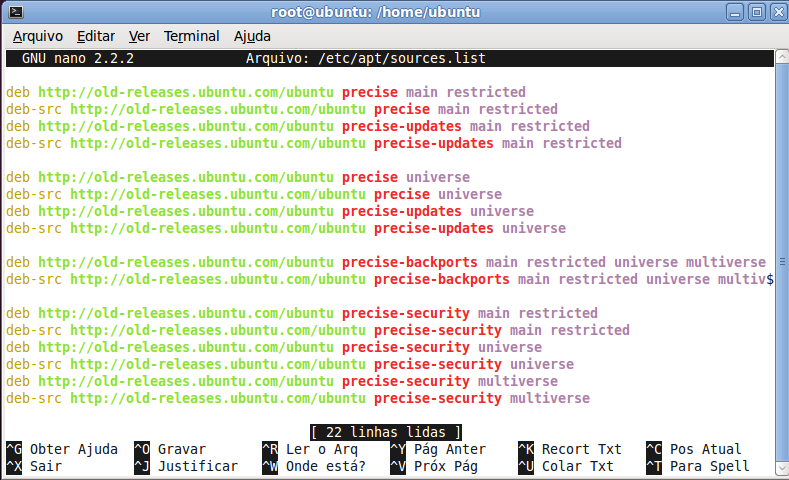 root@ubuntu: /home/ubuntu
Arquivo Editar Ver Terminal Ajuda
GNU nano 2.2.2 Arquivo: /etc/apt/sources.list
deb http://old-releases.ubuntu.com/ubuntu precise main restricted
deb-src http://old-releases.ubuntu.com/ubuntu precise main restricted
deb http://old-releases.ubuntu.com/ubuntu precise-updates main restricted
deb-src http://old-releases.ubuntu.com/ubuntu precise-updates main restricted
deb http://old-releases.ubuntu.com/ubuntu precise universe
deb-src http://old-releases.ubuntu.com/ubuntu precise universe
deb http://old-releases.ubuntu.com/ubuntu precise-updates universe
deb-src http://old-releases.ubuntu.com/ubuntu precise-updates universe
deb http://old-releases.ubuntu.com/ubuntu precise-backports main restricted universe multiverse
deb-src http://old-releases.ubuntu.com/ubuntu precise-backports main restricted universe multiv$
deb http://old-releases.ubuntu.com/ubuntu precise-security main restricted
deb-src http://old-releases.ubuntu.com/ubuntu precise-security main restricted
deb http://old-releases.ubuntu.com/ubuntu precise-security universe
deb-src http://old-releases.ubuntu.com/ubuntu precise-security universe
deb http://old-releases.ubuntu.com/ubuntu precise-security multiverse
deb-src http://old-releases.ubuntu.com/ubuntu precise-security multiverse
[ 22 linhas lidas ]
^G Obter Ajuda ^O Gravar ^R Ler o Arq ^Y Pág Anter ^K Recort Txt ^C Pos Atual
^X Sair ^J Justificar ^W Onde está? ^V Próx Pág ^U Colar Txt ^T Para Spell